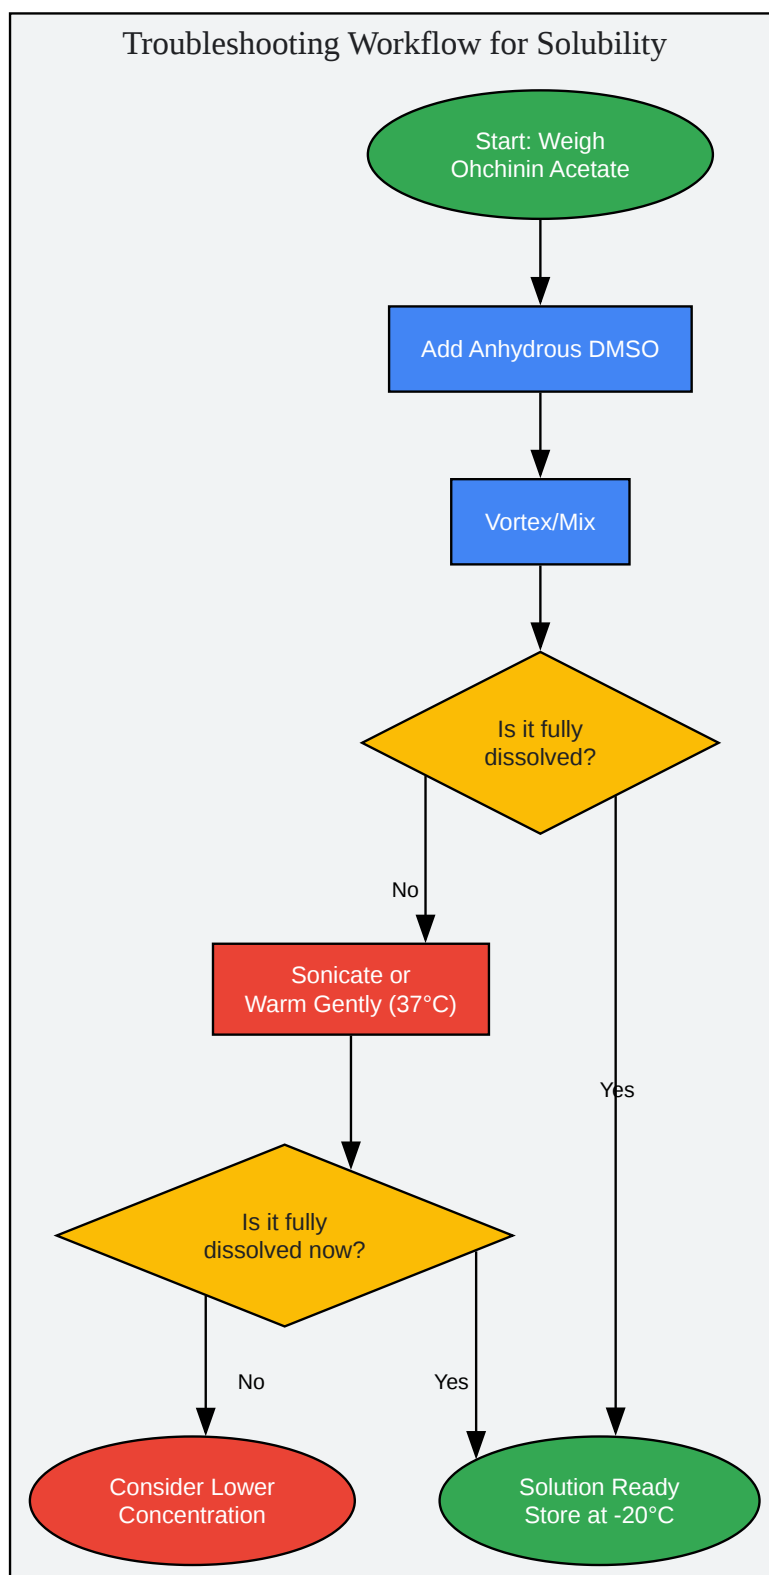 Troubleshooting Workflow for Solubility
Start: Weigh
Ohchinin Acetate
Add Anhydrous DMSO
Vortex/Mix
Is it fully
dissolved?
No
Sonicate or
Warm Gently (37°C)
Yes
Is it fully
dissolved now?
No
Yes
Consider Lower
Concentration
Solution Ready
Store at -20°C